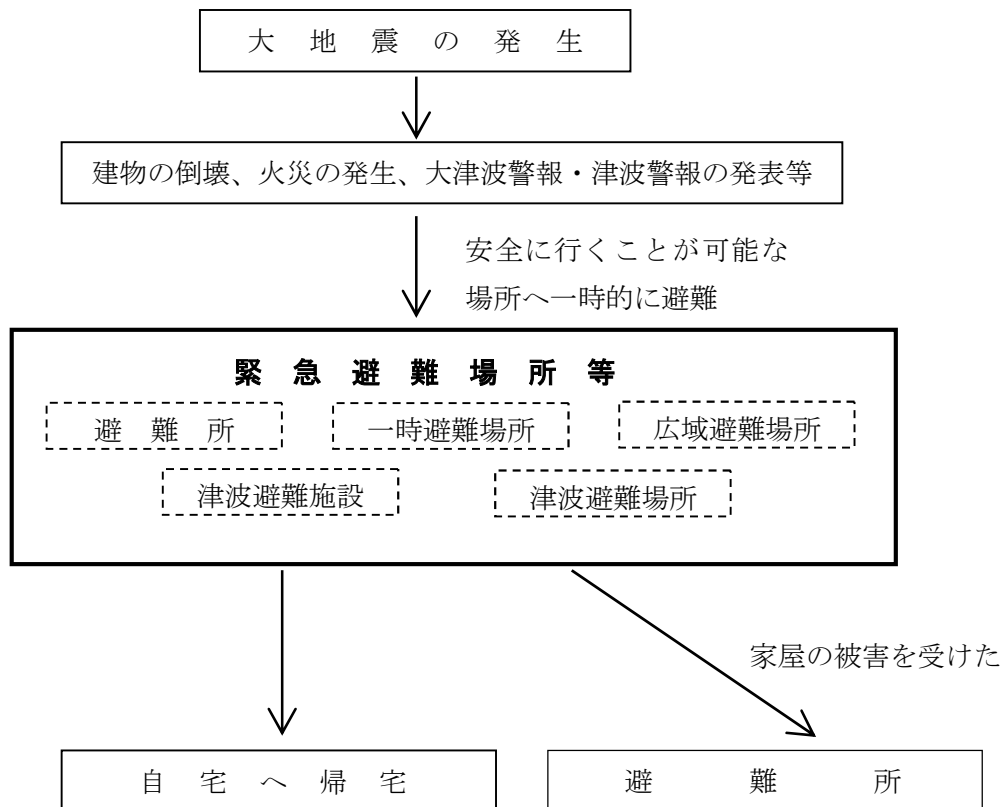 大地震の発生
建物の倒壊、火災の発生、大津波警報・津波警報の発表等
安全に行くことが可能な
場所へ一時的に避難
緊急避難場所等
避難所
一時避難場所
広域避難場所
津波避難施設
津波避難場所
家屋の被害を受けた
自宅へ帰宅
避難所